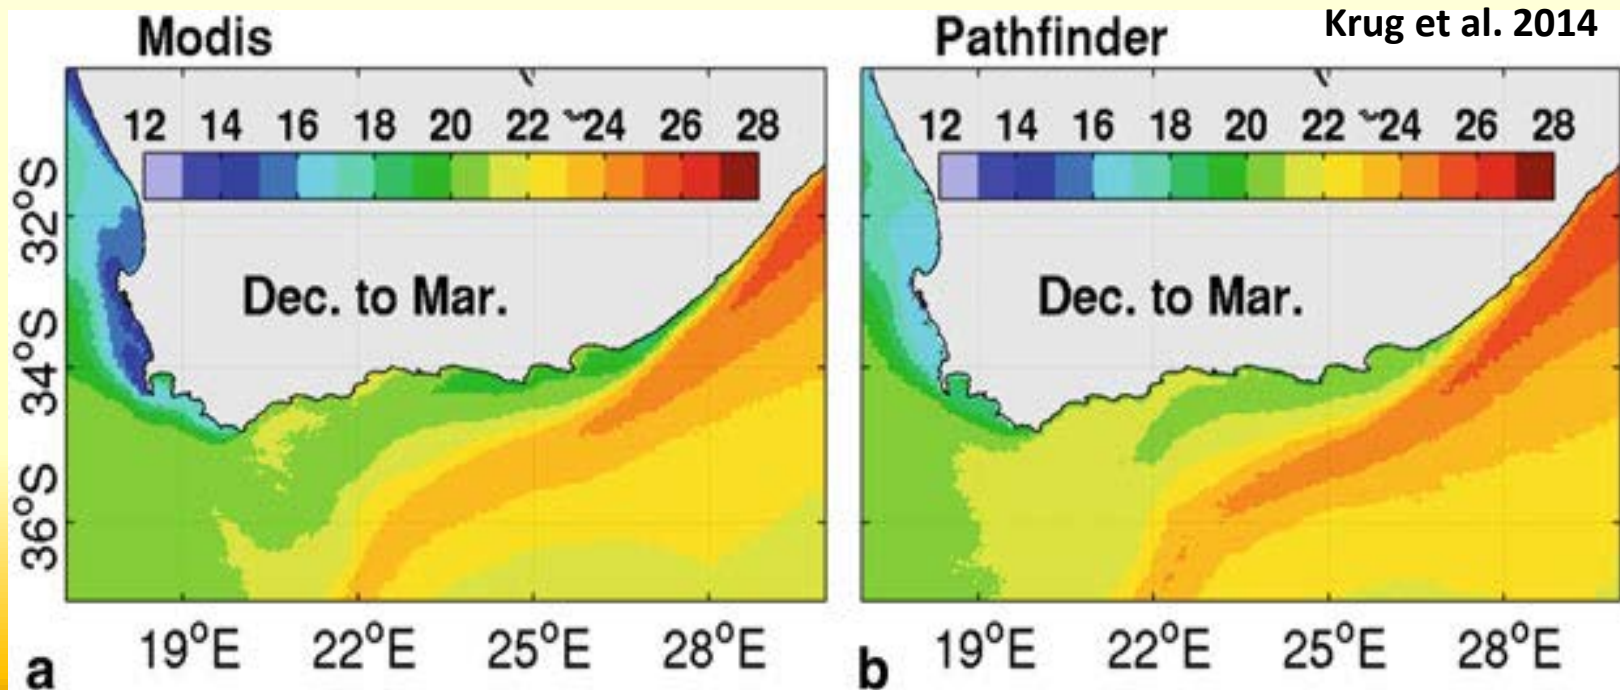 Krug et al. 2014
Modis
12 14 16 18 20 22 24 26 28
Dec. to Mar.
32°S
34°S
36°S
19°E 22°E 25°E 28°E
a
Pathfinder
12 14 16 18 20 22 24 26 28
Dec. to Mar.
19°E 22°E 25°E 28°E
b